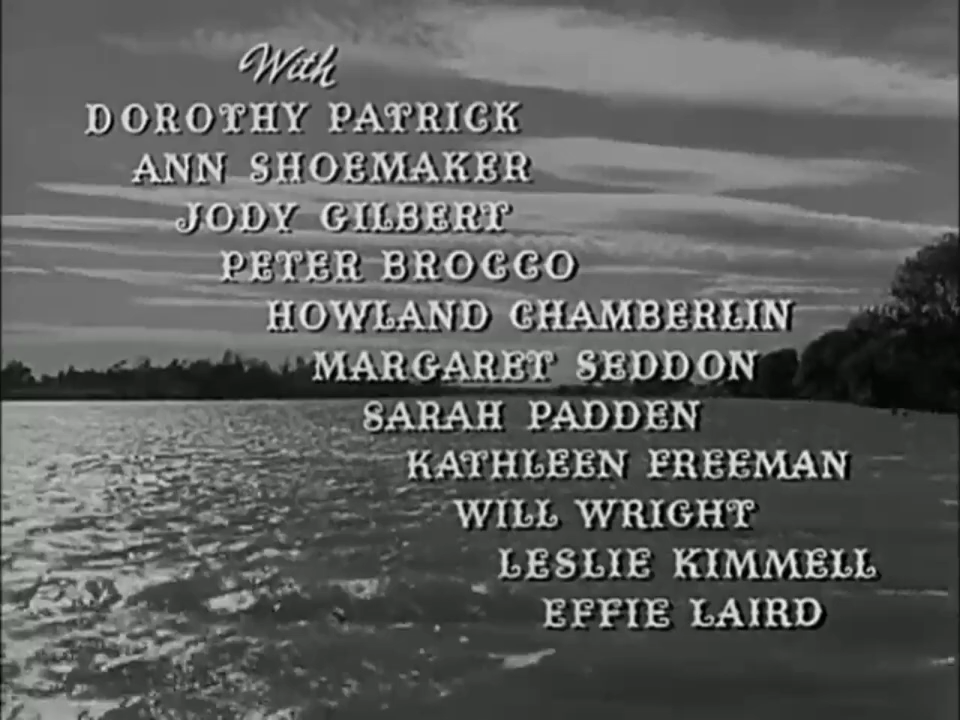 With
DOROTHY PATRICK
ANN SHOEMAKER
JODY GILBERT
PETER BROCCO
HOWLAND CHAMBERLIN
MARGARET SEDDON
SARAH PADDEN
KATHLEEN FREEMAN
WILL WRIGHT
LESLIE KIMMELL
EFFIE LAIRD